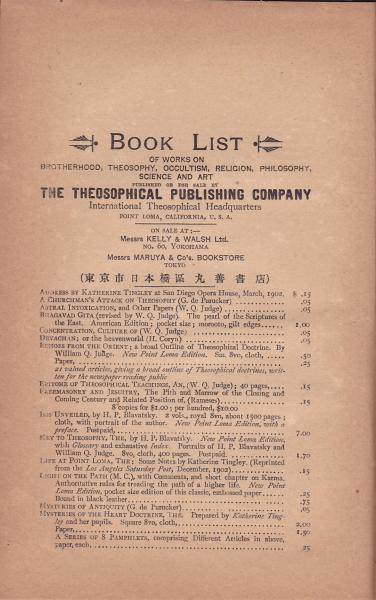 BOOK LIST
OF WORKS ON
BROTHERHOOD, THEOSOPHY, OCCULTISM, RELIGION, PHILOSOPHY,
SCIENCE AND ART
PUBLISHED OR FOR SALE BY
THE THEOSOPHICAL PUBLISHING COMPANY
International Theosophical Headquarters
POINT LOMA, CALIFORNIA, U. S. A.
ON SALE AT:—
Messrs KELLY & WALSH Ltd.
NO. 60, YOKOHAMA
Messrs MARUYA & Co's. BOOKSTORE
TOKYO
(東京市日本橋區丸善書店)
ADDRESS BY KATHERINE TINGLEY at San Diego Opera House, March, 1902, $ .15
A CHURCHMAN'S ATTACK ON THEOSOPHY (G. de Purucker) .05
ASTRAL INTOXICATION, and Other Papers (W. Q. Judge) .05
BHAGAVAD GITA (revised by W. Q. Judge). The pearl of the Scriptures of
the East. American Edition; pocket size; morocco, gilt edges 1.00
CONCENTRATION, CULTURE OF (W. Q. Judge) .05
DEVACHAN; or the heavenworld (H. Coryn) .05
ECHOES FROM THE ORIENT; a broad Outline of Theosophical Doctrine. By
William Q. Judge. New Point Loma Edition. Sm. 8vo, cloth, .50
Paper, .25
21 valued articles, giving a broad outline of Theosophical doctrines, writ-
ten for the newspaper reading public
EPITOME OF THEOSOPHICAL TEACHINGS, AN, (W. Q. Judge); 40 pages, .15
FREEMASONRY AND JESUITRY, The Pith and Marrow of the Closing and
Coming Century and Related Position of, (Rameses), .15
8 copies for $1.00; per hundred, $10.00
ISIS UNVEILED, by H. P. Blavatsky. 2 vols., royal 8vo, about 1500 pages;
cloth, with portrait of the author. New Point Loma Edition, with a
preface. Postpaid, 7.00
KEY TO THEOSOPHY, THE, by H. P. Blavatsky. New Point Loma Edition,
with Glossary and exhaustive Index. Portraits of H. P. Blavatsky and
William Q. Judge. 8vo, cloth, 400 pages. Postpaid. 1.70
LIFE AT POINT LOMA, THE: Some Notes by Katherine Tingley. (Reprinted
from the Los Angeles Saturday Post, December, 1902). .15
LIGHT ON THE PATH (M. C.), with Comments, and short chapter on Karma.
Authorative rules for treading the path of a higher life. New Point
Loma Edition, pocket size edition of this classic, embossed paper .25
Bound in black leather .75
MYSTERIES OF ANTIQUITY (G. de Purucker) .05
MYSTERIES OF THE HEART DOCTRINE, THE. Prepared by Katherine Ting-
ley and her pupils. Square 8vo, cloth, 2.00
Paper, 1.50
A SERIES OF 8 PAMPHLETS, comprising Different Articles in above,
paper, each. 25